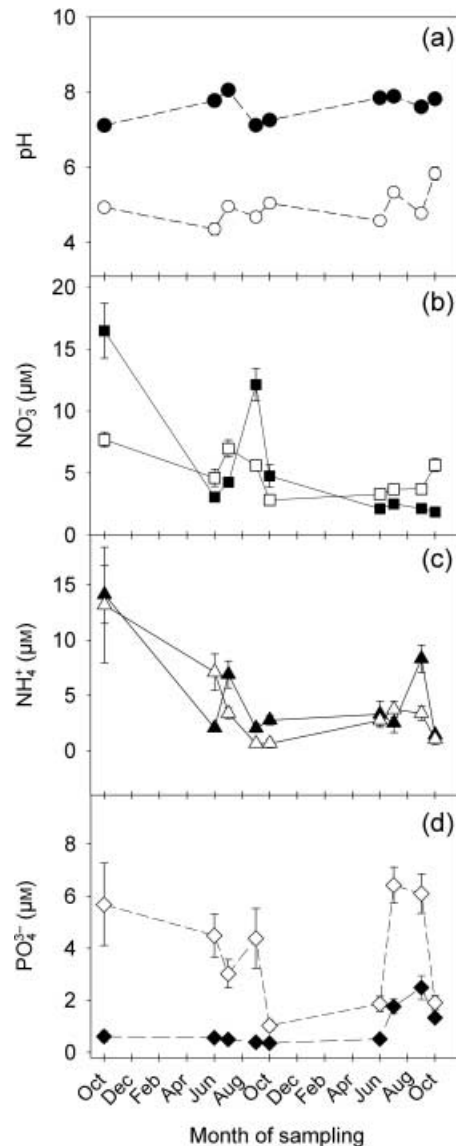 (a)
10
8
6
4
pH
(b)
20
15
10
5
0
NO₃⁻ (μM)
(c)
15
10
5
0
NH₄⁺ (μM)
(d)
8
6
4
2
0
PO₄³⁻ (μM)
Oct Dec Feb Apr Jun Aug Oct Dec Feb Apr Jun Aug Oct
Month of sampling